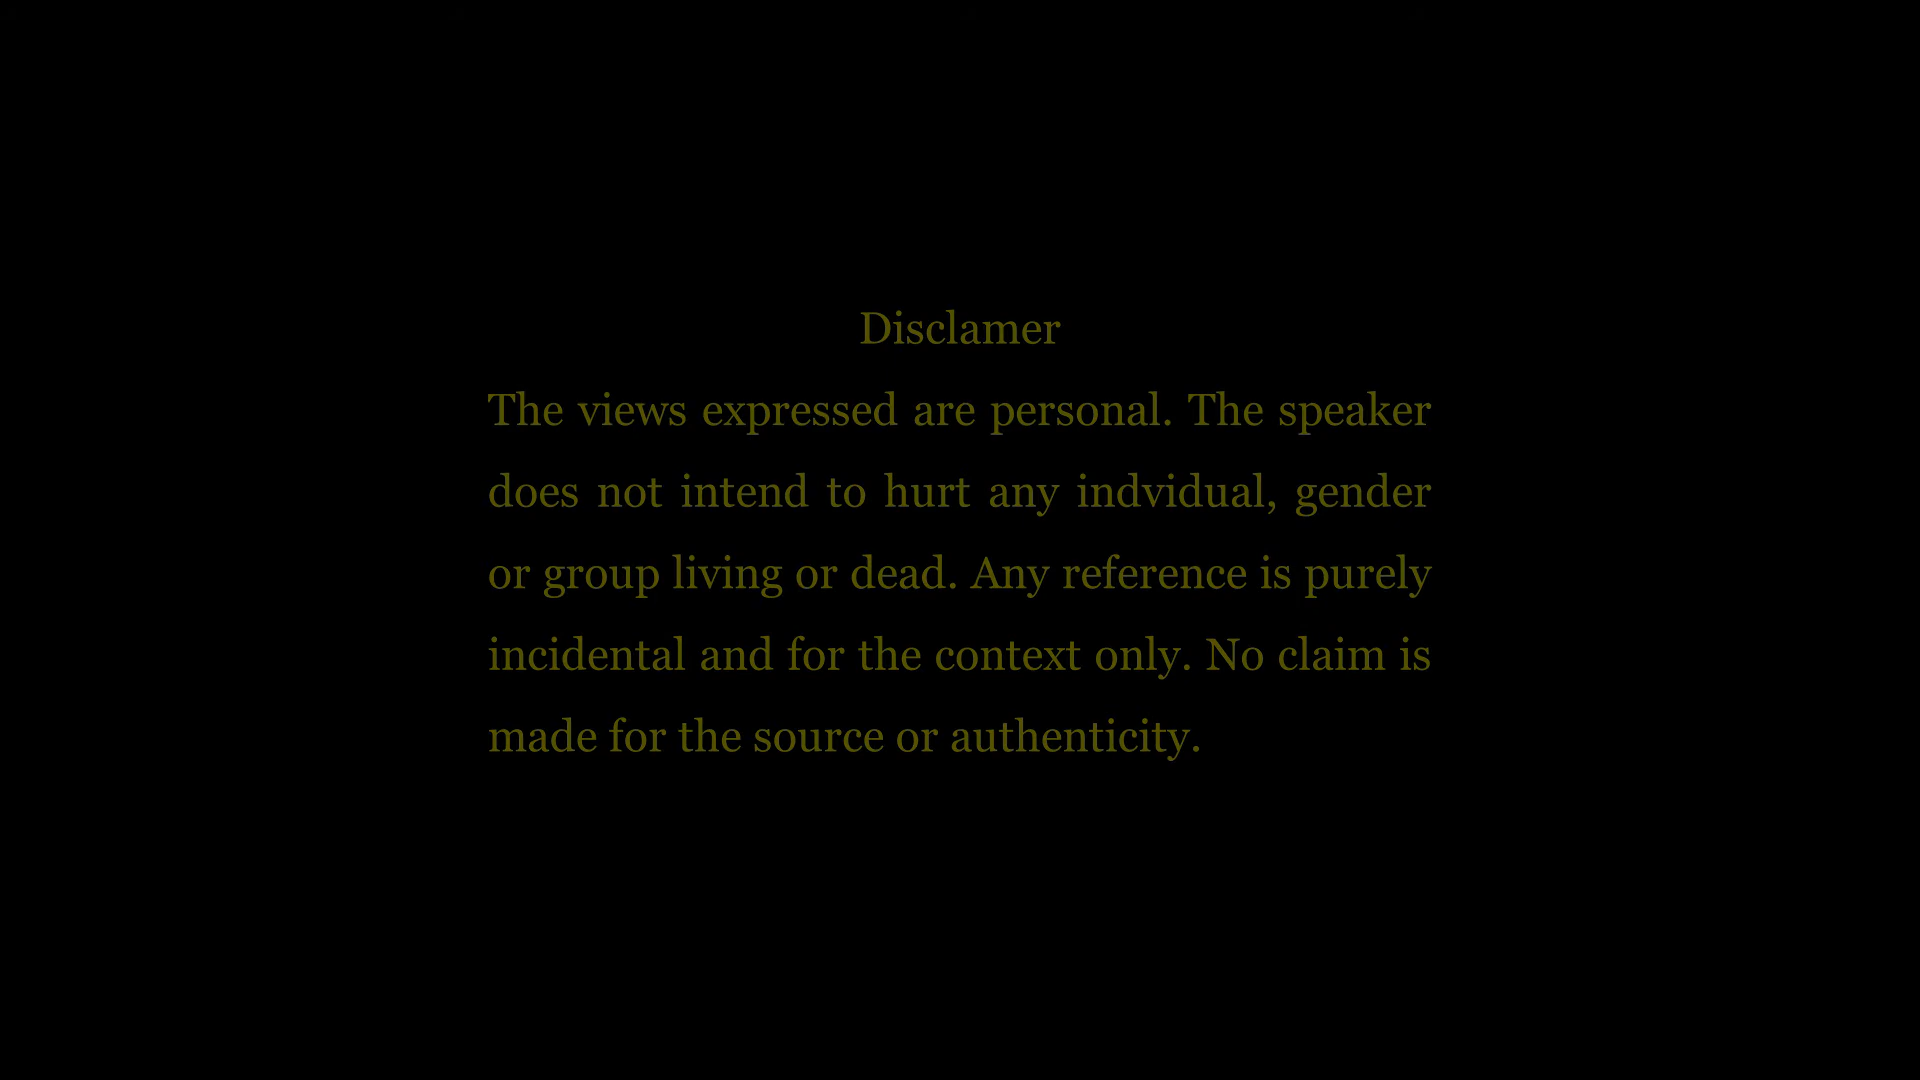 Disclamer
The views expressed are personal. The speaker
does not intend to hurt any indvidual, gender
or group living or dead. Any reference is purely
incidental and for the context only. No claim is
made for the source or authenticity.